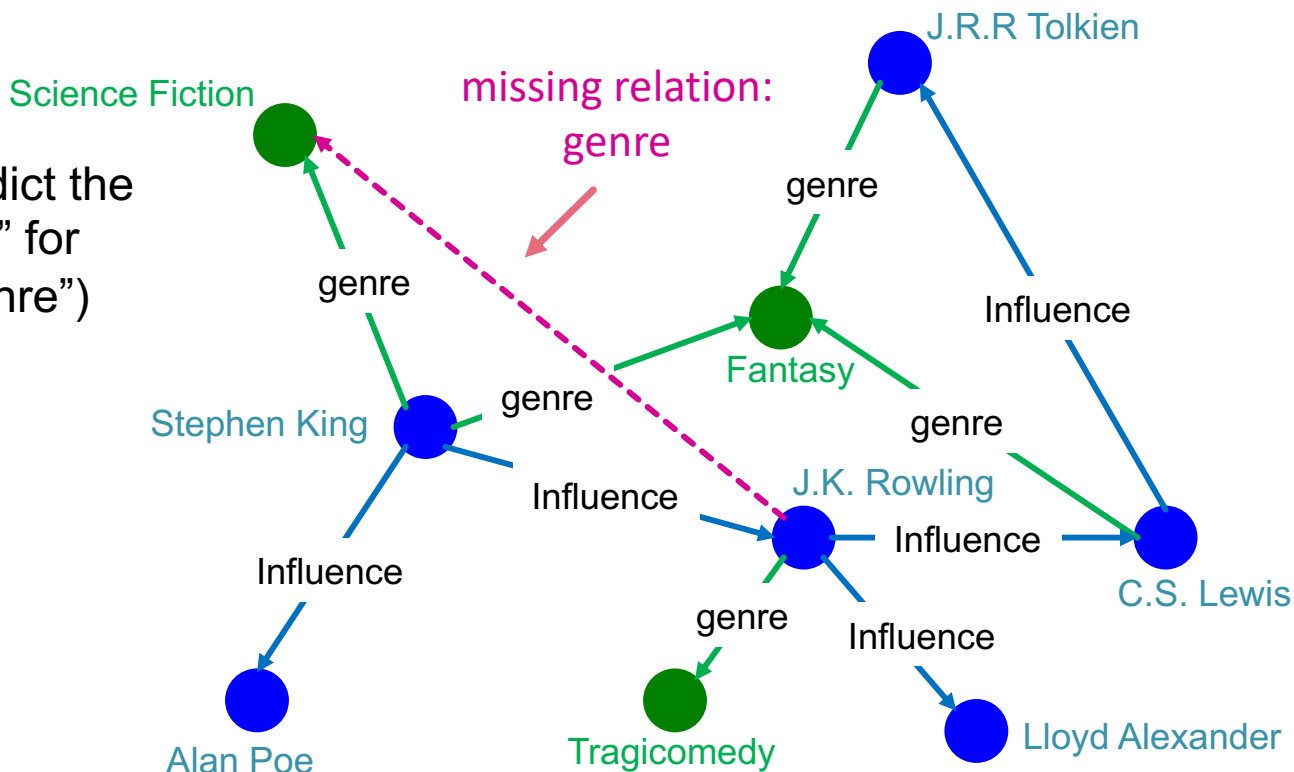 J.R.R Tolkien
Science Fiction
missing relation:
genre
dict the
” for
nre”)
genre
genre
Influence
Fantasy
genre
Stephen King
genre
J.K. Rowling
Influence
Influence
C.S. Lewis
Influence
genre
Influence
Lloyd Alexander
Tragicomedy
Alan Poe